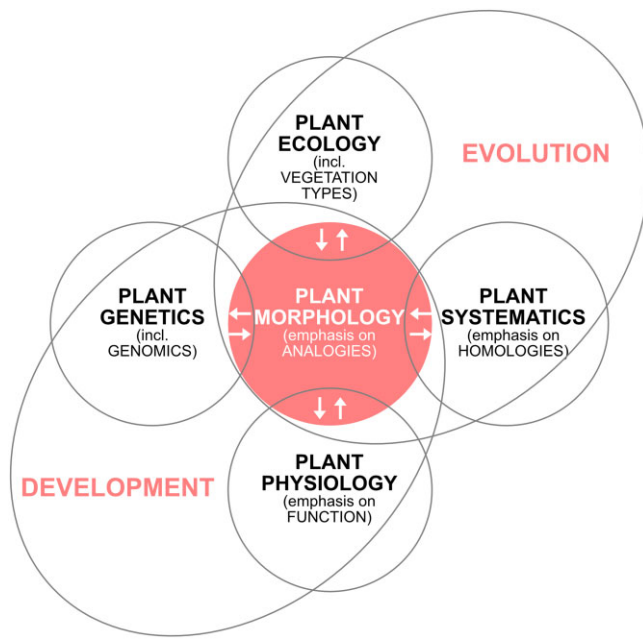 PLANT
ECOLOGY
(incl.
VEGETATION
TYPES)
EVOLUTION
PLANT
GENETICS
(incl.
GENOMICS)
PLANT
MORPHOLOGY
(emphasis on
ANALOGIES)
PLANT
SYSTEMATICS
(emphasis on
HOMOLOGIES)
DEVELOPMENT
PLANT
PHYSIOLOGY
(emphasis on
FUNCTION)